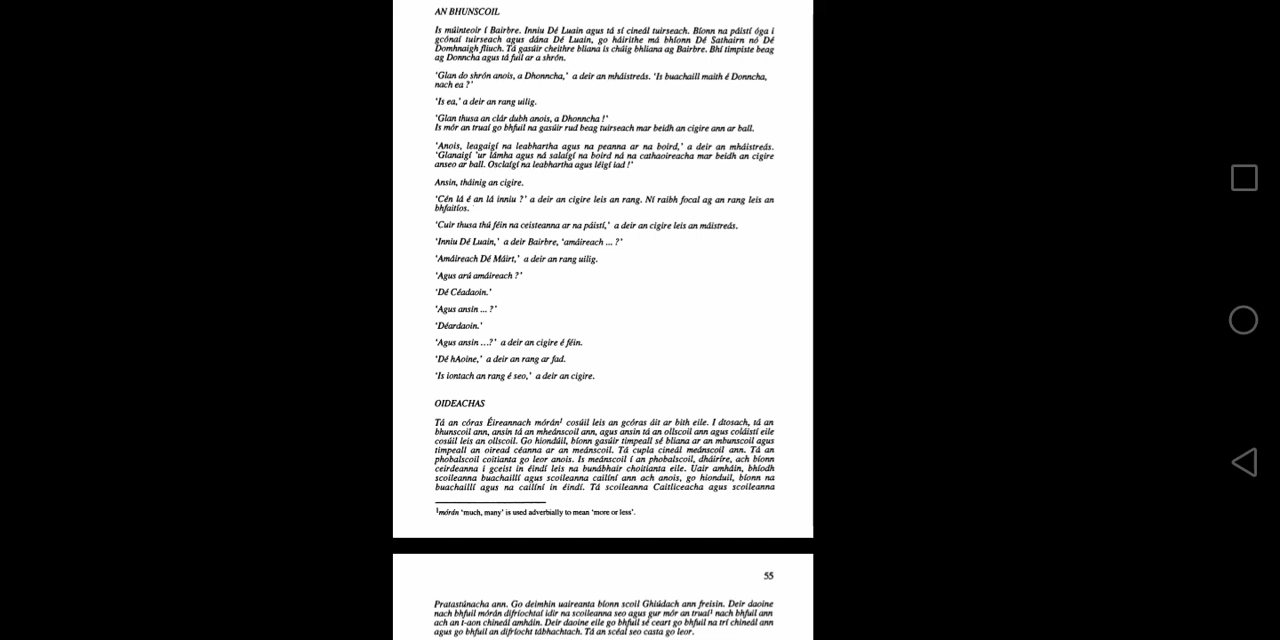 AN BHUNSCOIL
Is múinteoir í Bairbre. Inniu Dé Luain agus tá sí cineál tuirseach. Bíonn na páistí óga i
gcónaí tuirseach agus dána Dé Luain, go háirithe má bhíonn Dé Sathairn nó Dé
Domhnaigh fliuch. Tá gasúir cheithre bliana is chúig bhliana ag Bairbre. Bhí timpiste beag
ag Donncha agus tá fuil ar a shrón.
'Glan do shrón anois, a Dhonncha,' a deir an mháistreás. 'Is buachaill maith é Donncha,
nach ea ?'
'Is ea,' a deir an rang uilig.
'Glan thusa an clár dubh anois, a Dhonncha !'
Is mór an truaí go bhfuil na gasúir rud beag tuirseach mar beidh an cigire ann ar ball.
'Anois, leagaigí na leabhartha agus na peanna ar na boird,' a deir an mháistreás.
'Glanaigí 'ur lámha agus ná salaígí na boird ná na cathaoireacha mar beidh an cigire
anseo ar ball. Osclaígí na leabhartha agus léigí iad !'
Ansin, tháinig an cigire.
'Cén lá é an lá inniu ?' a deir an cigire leis an rang. Ní raibh focal ag an rang leis an
bhfaitíos.
'Cuir thusa thú féin na ceisteanna ar na páistí,' a deir an cigire leis an máistreás.
'Inniu Dé Luain,' a deir Bairbre, 'amáireach ... ?'
'Amáireach Dé Máirt,' a deir an rang uilig.
'Agus arú amáireach ?'
'Dé Céadaoin.'
'Agus ansin ... ?'
'Déardaoin.'
'Agus ansin ...?' a deir an cigire é féin.
'Dé hAoine,' a deir an rang ar fad.
'Is iontach an rang é seo,' a deir an cigire.
OIDEACHAS
Tá an córas Éireannach mórán¹ cosúil leis an gcóras áit ar bith eile. I dtosach, tá an
bhunscoil ann, ansin tá an mheánscoil ann, agus ansin tá an ollscoil ann agus coláistí eile
cosúil leis an ollscoil. Go hiondúil, bíonn gasúir timpeall sé bliana ar an mbunscoil agus
timpeall an oiread céanna ar an meánscoil. Tá cupla cineál meánscoil ann. Tá an
phobalscoil coitianta go leor anois. Is meánscoil í an phobalscoil, dháiríre, ach bíonn
ceirdeanna i gceist in éindí leis na bunábhair choitianta eile. Uair amháin, bhíodh
scoileanna buachaillí agus scoileanna cailíní ann ach anois, go hionduil, bíonn na
buachaillí agus na cailíní in éindí. Tá scoileanna Caitliceacha agus scoileanna
¹mórán 'much, many' is used adverbially to mean 'more or less'.
55
Pratastúnacha ann. Go deimhin uaireanta bíonn scoil Ghiúdach ann freisin. Deir daoine
nach bhfuil mórán difríochtaí idir na scoileanna seo agus gur mór an truaí¹ nach bhfuil ann
ach an t-aon chineál amháin. Deir daoine eile go bhfuil sé ceart go bhfuil na trí chineál ann
agus go bhfuil an difríocht tábhachtach. Tá an scéal seo casta go leor.